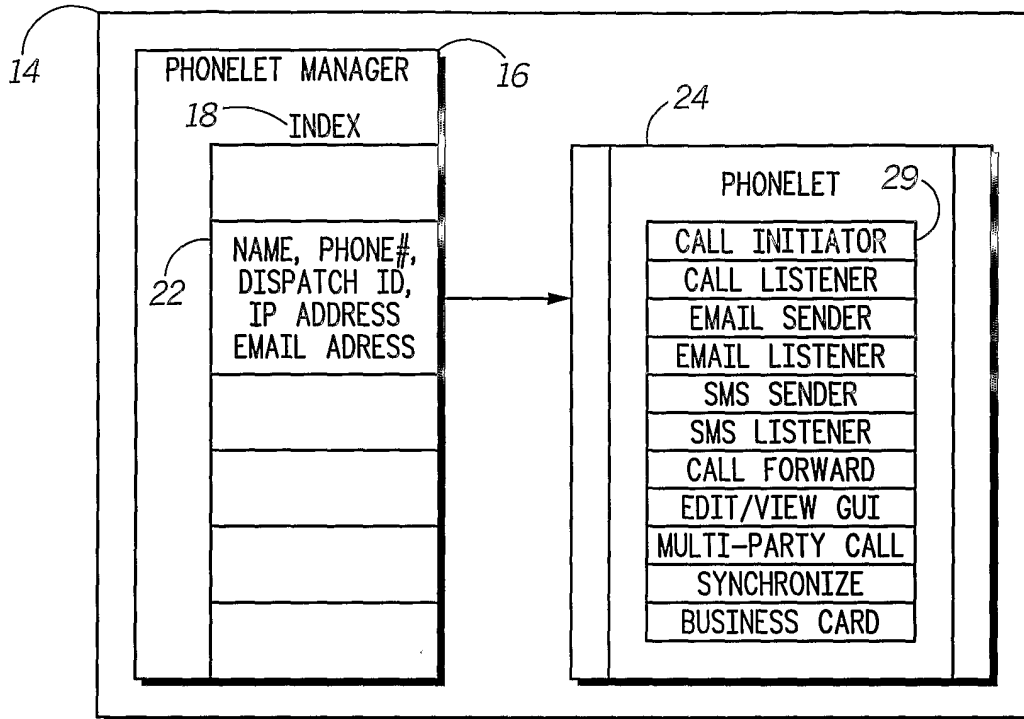 14
PHONELET MANAGER
16
18
INDEX
22
NAME, PHONE#,
DISPATCH ID,
IP ADDRESS
EMAIL ADRESS
24
PHONELET
29
CALL INITIATOR
CALL LISTENER
EMAIL SENDER
EMAIL LISTENER
SMS SENDER
SMS LISTENER
CALL FORWARD
EDIT/VIEW GUI
MULTI-PARTY CALL
SYNCHRONIZE
BUSINESS CARD